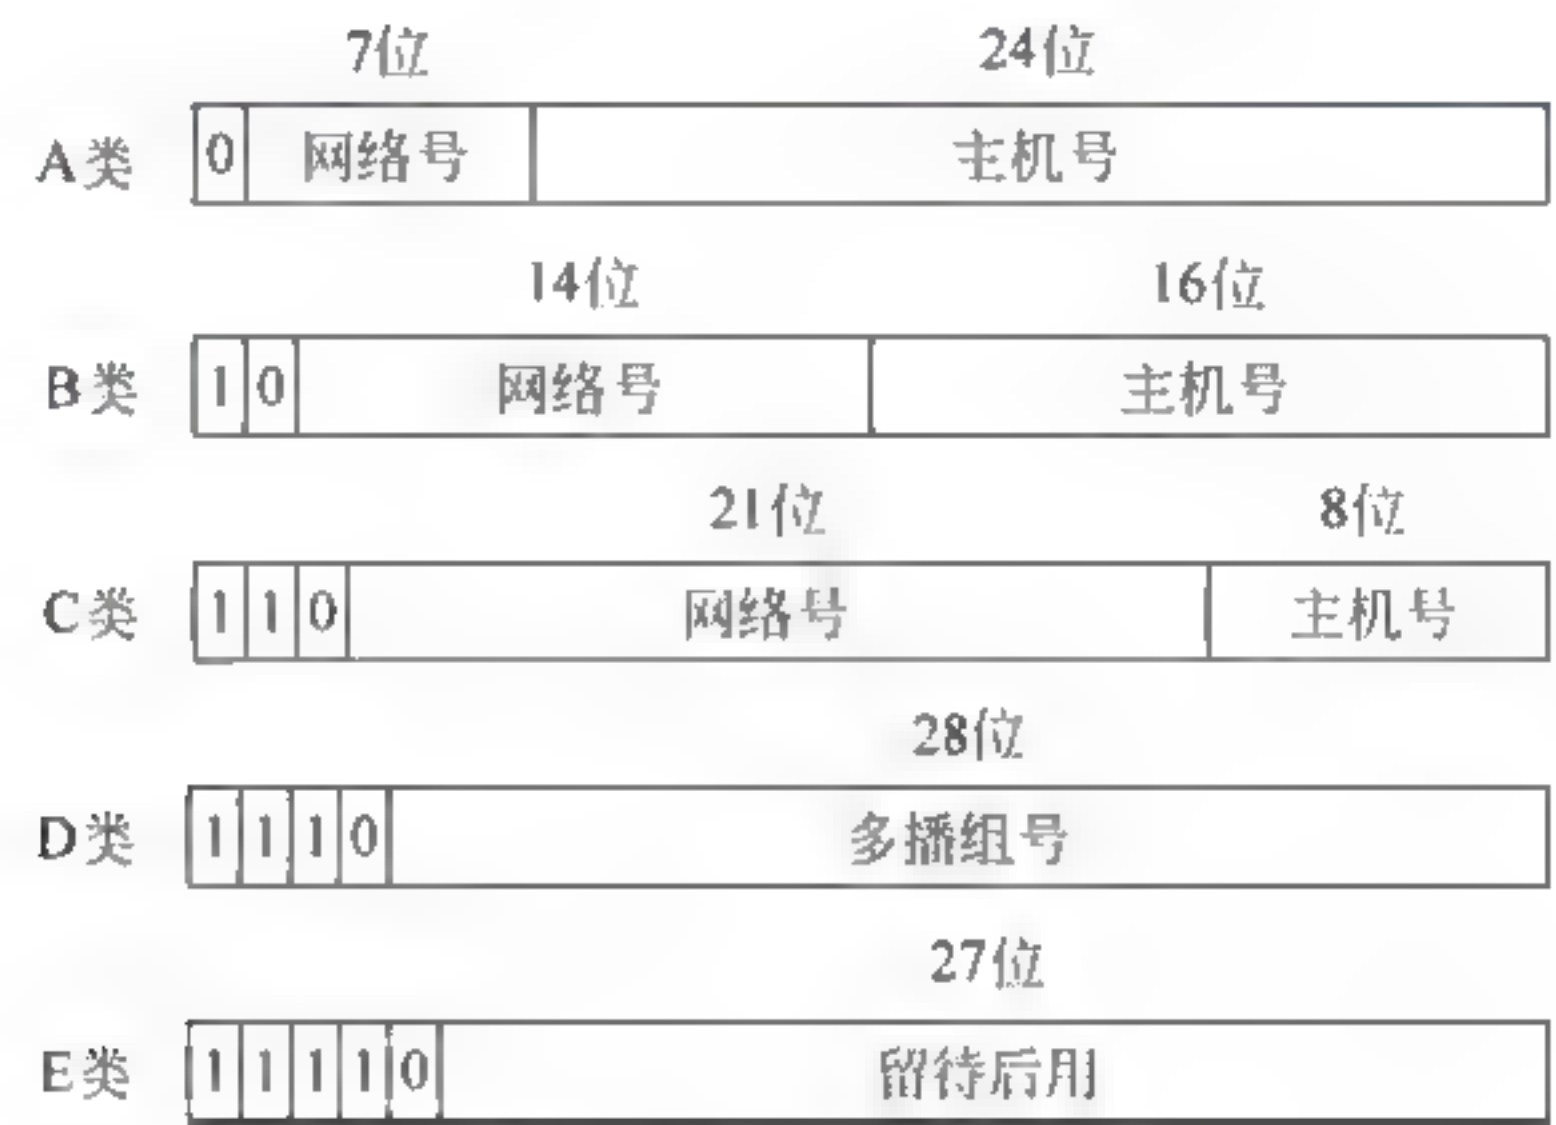 7位 24位
A类 0 网络号 主机号
14位 16位
B类 1 0 网络号 主机号
21位 8位
C类 1 1 0 网络号 主机号
28位
D类 1 1 1 0 多播组号
27位
E类 1 1 1 1 0 留待后用